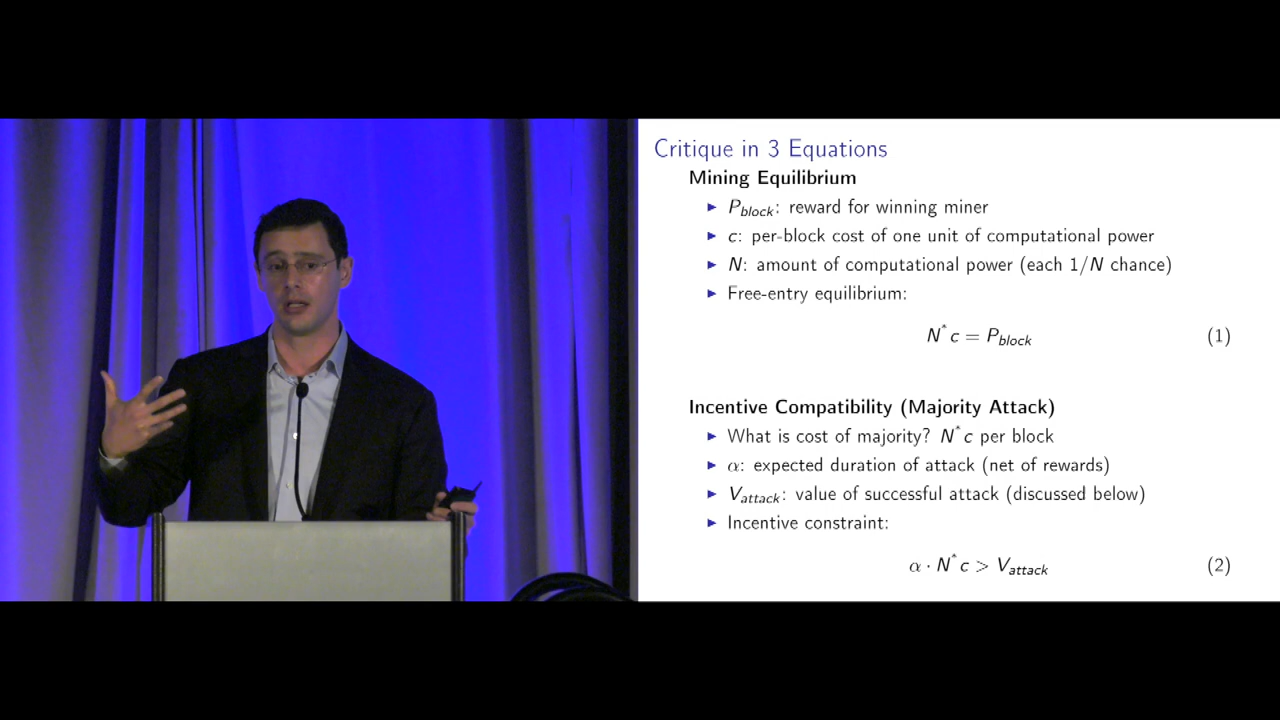 Critique in 3 Equations
Mining Equilibrium
▶ P_block: reward for winning miner
▶ c: per-block cost of one unit of computational power
▶ N: amount of computational power (each 1/N chance)
▶ Free-entry equilibrium:
N*c = P_block (1)
Incentive Compatibility (Majority Attack)
▶ What is cost of majority? N*c per block
▶ α: expected duration of attack (net of rewards)
▶ V_attack: value of successful attack (discussed below)
▶ Incentive constraint:
α · N*c > V_attack (2)